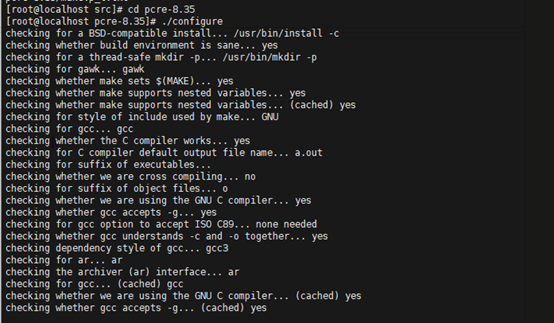 [root@localhost src]# cd pcre-8.35
[root@localhost pcre-8.35]# ./configure
checking for a BSD-compatible install... /usr/bin/install -c
checking whether build environment is sane... yes
checking for a thread-safe mkdir -p... /usr/bin/mkdir -p
checking for gawk... gawk
checking whether make sets $(MAKE)... yes
checking whether make supports nested variables... yes
checking whether make supports nested variables... (cached) yes
checking for style of include used by make... GNU
checking for gcc... gcc
checking whether the C compiler works... yes
checking for C compiler default output file name... a.out
checking for suffix of executables...
checking whether we are cross compiling... no
checking for suffix of object files... o
checking whether we are using the GNU C compiler... yes
checking whether gcc accepts -g... yes
checking for gcc option to accept ISO C89... none needed
checking whether gcc understands -c and -o together... yes
checking dependency style of gcc... gcc3
checking for ar... ar
checking the archiver (ar) interface... ar
checking for gcc... (cached) gcc
checking whether we are using the GNU C compiler... (cached) yes
checking whether gcc accepts -g... (cached) yes